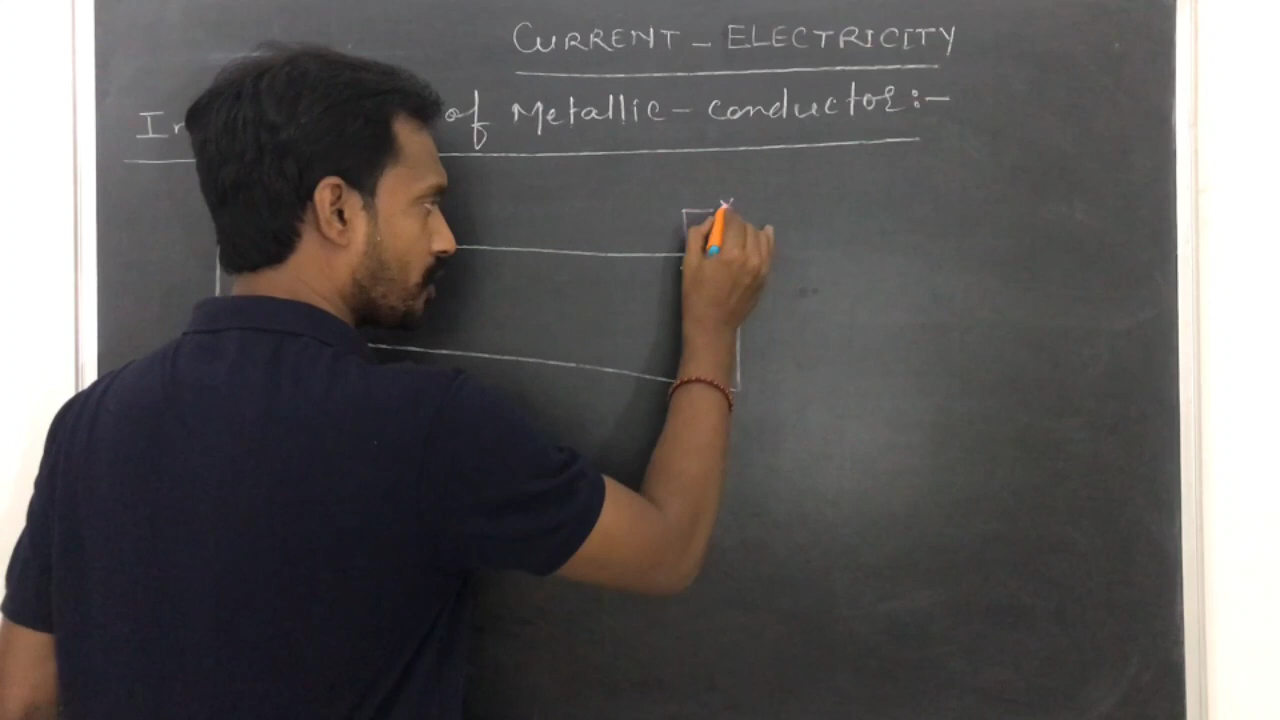 CURRENT - ELECTRICITY
of Metallic - conductor :-